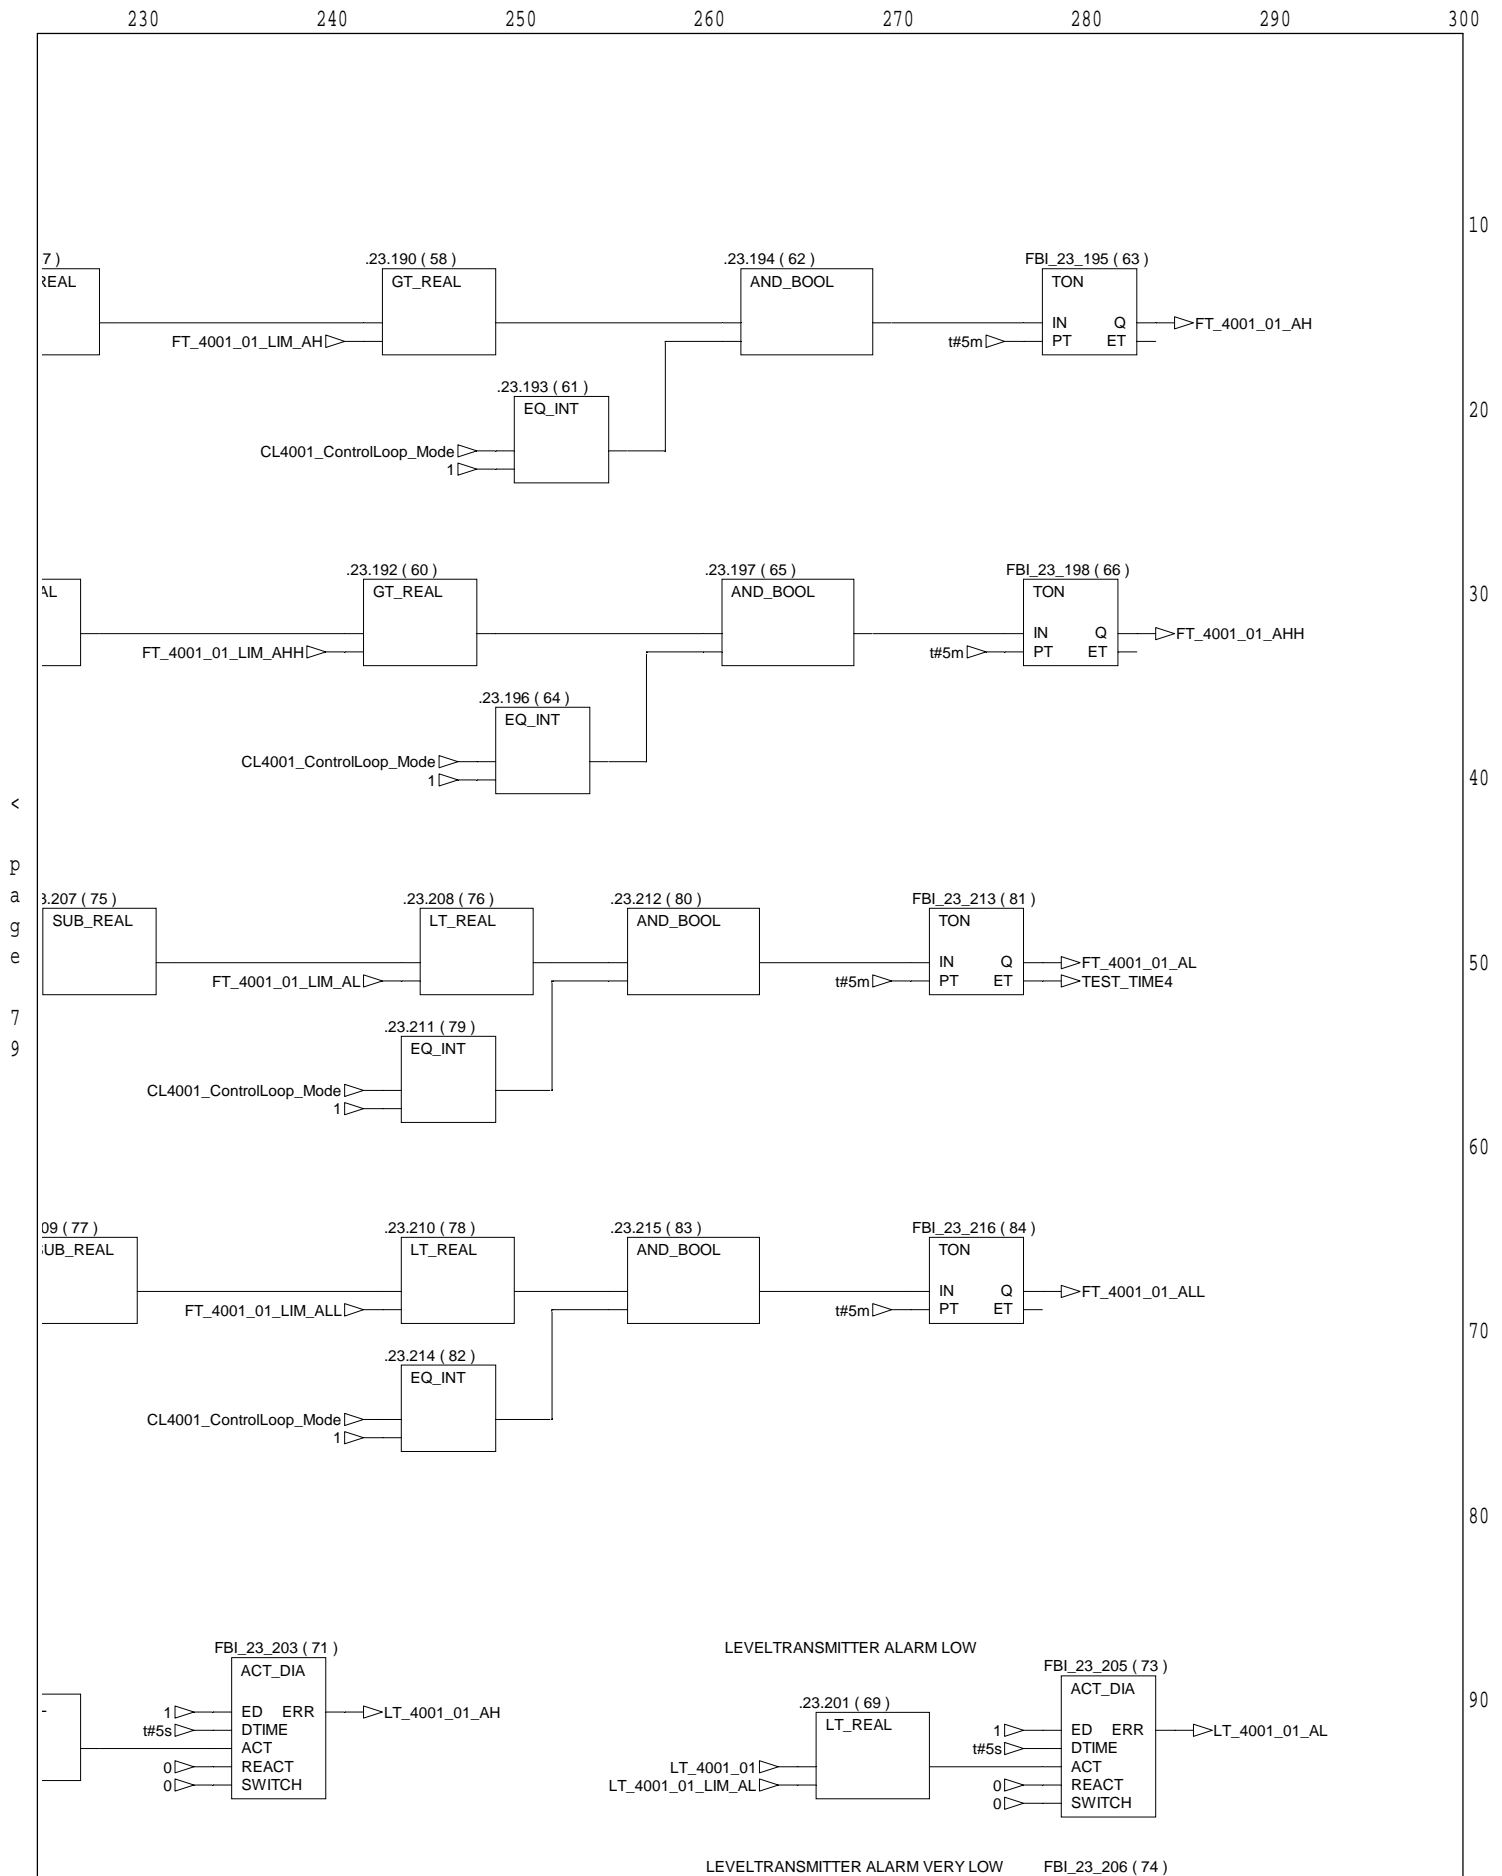 230 240 250 260 270 280 290 300
10
7 ) .23.190 ( 58 ) .23.194 ( 62 ) FBI_23_195 ( 63 )
REAL GT_REAL AND_BOOL TON
IN Q FT_4001_01_AH
FT_4001_01_LIM_AH t#5m PT ET
.23.193 ( 61 )
EQ_INT 20
CL4001_ControlLoop_Mode
1
.23.192 ( 60 ) .23.197 ( 65 ) FBI_23_198 ( 66 )
AL GT_REAL AND_BOOL TON 30
IN Q FT_4001_01_AHH
FT_4001_01_LIM_AHH t#5m PT ET
.23.196 ( 64 )
EQ_INT
CL4001_ControlLoop_Mode
1 40
< page 79
3.207 ( 75 ) .23.208 ( 76 ) .23.212 ( 80 ) FBI_23_213 ( 81 )
SUB_REAL LT_REAL AND_BOOL TON
IN Q FT_4001_01_AL 50
FT_4001_01_LIM_AL t#5m PT ET TEST_TIME4
.23.211 ( 79 )
EQ_INT
CL4001_ControlLoop_Mode
1
60
09 ( 77 ) .23.210 ( 78 ) .23.215 ( 83 ) FBI_23_216 ( 84 )
SUB_REAL LT_REAL AND_BOOL TON
IN Q FT_4001_01_ALL
FT_4001_01_LIM_ALL t#5m PT ET
70
.23.214 ( 82 )
EQ_INT
CL4001_ControlLoop_Mode
1
80
FBI_23_203 ( 71 ) LEVELTRANSMITTER ALARM LOW
ACT_DIA FBI_23_205 ( 73 )
ACT_DIA
1 ED ERR LT_4001_01_AH .23.201 ( 69 ) 90
t#5s DTIME LT_REAL 1 ED ERR LT_4001_01_AL
ACT t#5s DTIME
0 REACT LT_4001_01 ACT
0 SWITCH LT_4001_01_LIM_AL 0 REACT
0 SWITCH
LEVELTRANSMITTER ALARM VERY LOW FBI_23_206 ( 74 )